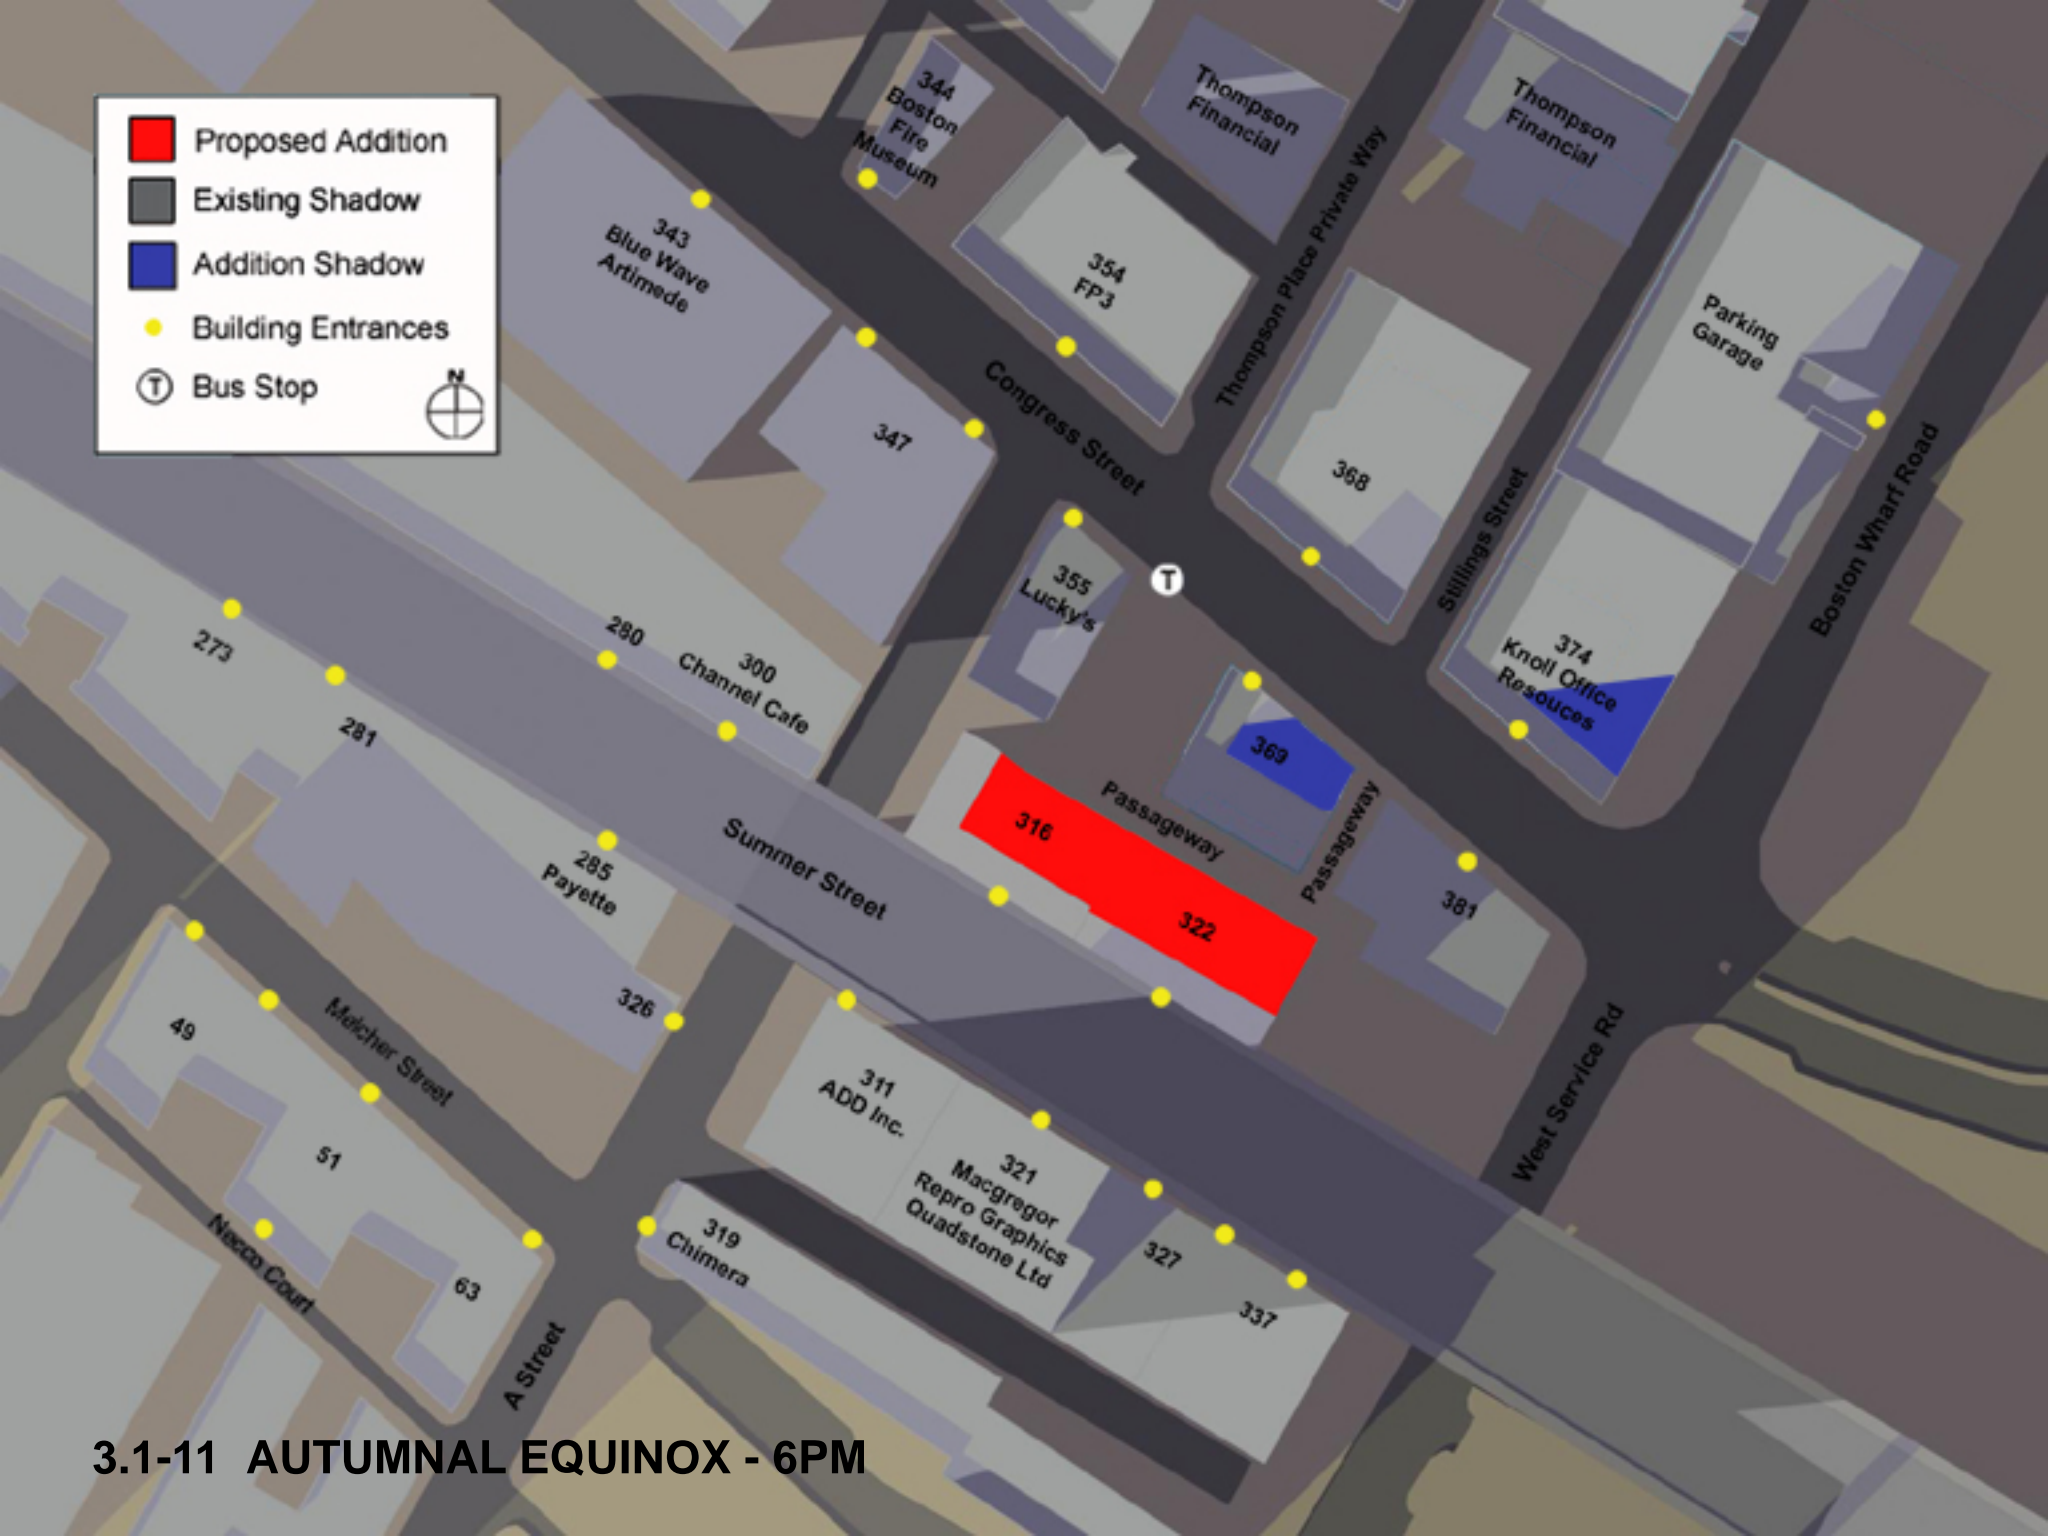 Proposed Addition
Existing Shadow
Addition Shadow
Building Entrances
T Bus Stop
N
344
Boston
Fire
Museum
Thompson
Financial
Thompson
Financial
343
Blue Wave
Artimede
354
FP3
Thompson Place Private Way
Parking
Garage
347
Congress Street
368
Stillings Street
Boston Wharf Road
355
Lucky's
T
273
280
300
Channel Cafe
374
Knoll Office
Resouces
281
369
Passageway
Passageway
316
322
Summer Street
285
Payette
381
326
49
Melcher Street
311
ADD Inc.
West Service Rd
51
321
Macgregor
Repro Graphics
Quadstone Ltd
319
Chimera
327
337
Necco Court
63
A Street
3.1-11 AUTUMNAL EQUINOX - 6PM